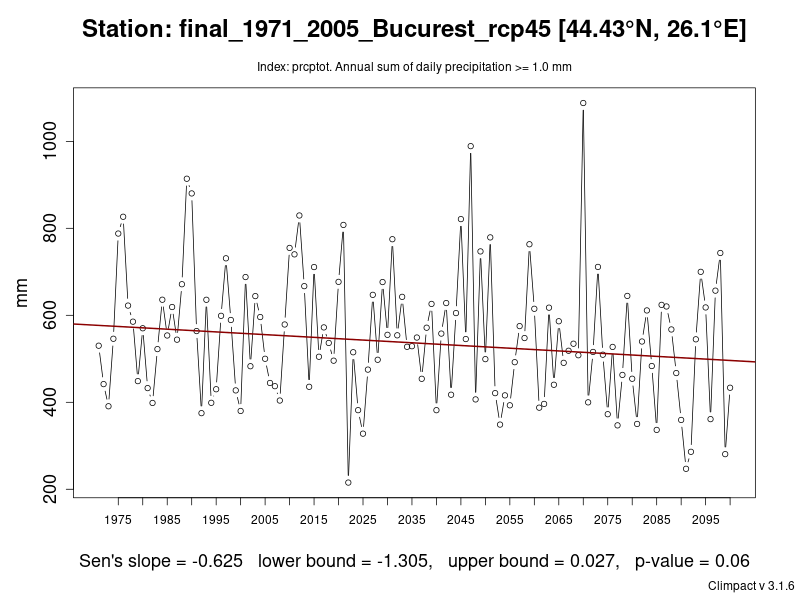 Station: final_1971_2005_Bucurest_rcp45 [44.43°N, 26.1°E]
Index: prcptot. Annual sum of daily precipitation >= 1.0 mm
1000
800
600
400
200
mm
1975 1985 1995 2005 2015 2025 2035 2045 2055 2065 2075 2085 2095
Sen's slope = -0.625 lower bound = -1.305, upper bound = 0.027, p-value = 0.06
Climpact v 3.1.6